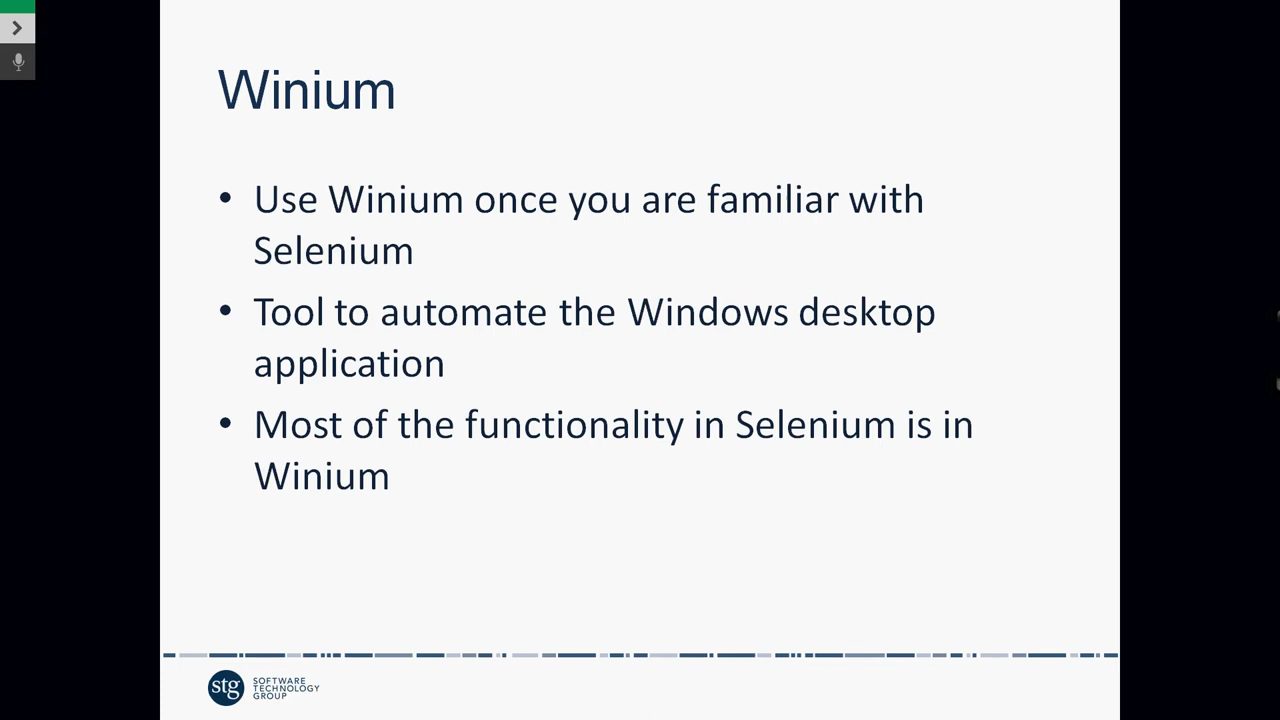 Winium
• Use Winium once you are familiar with
Selenium
• Tool to automate the Windows desktop
application
• Most of the functionality in Selenium is in
Winium
stg
SOFTWARE
TECHNOLOGY
GROUP